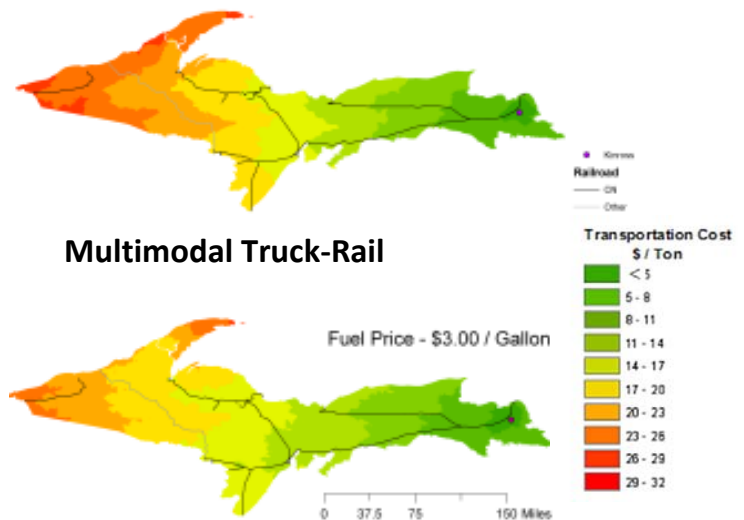 Kinross
Railroad
CN
Other
Multimodal Truck-Rail
Transportation Cost
$ / Ton
< 5
5 - 8
8 - 11
11 - 14
14 - 17
17 - 20
20 - 23
23 - 26
26 - 29
29 - 32
Fuel Price - $3.00 / Gallon
0 37.5 75 150 Miles